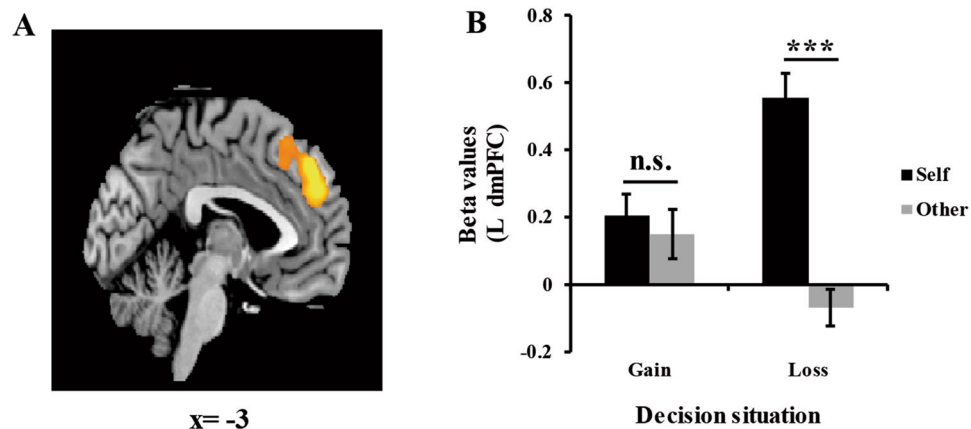 A
x= -3
B
Beta values
(L dmPFC)
0.8
0.6
0.4
0.2
0
-0.2
n.s.
***
Gain
Loss
Decision situation
Self
Other